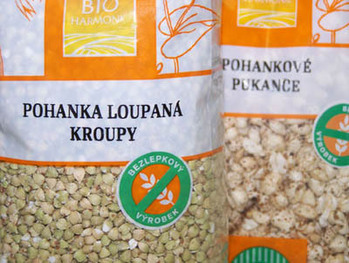 BIO
HARMONIE
POHANKA LOUPANÁ
KROUPY
BEZLEPKOVÝ
VÝROBEK
POHANKOVÉ
PUKANCE